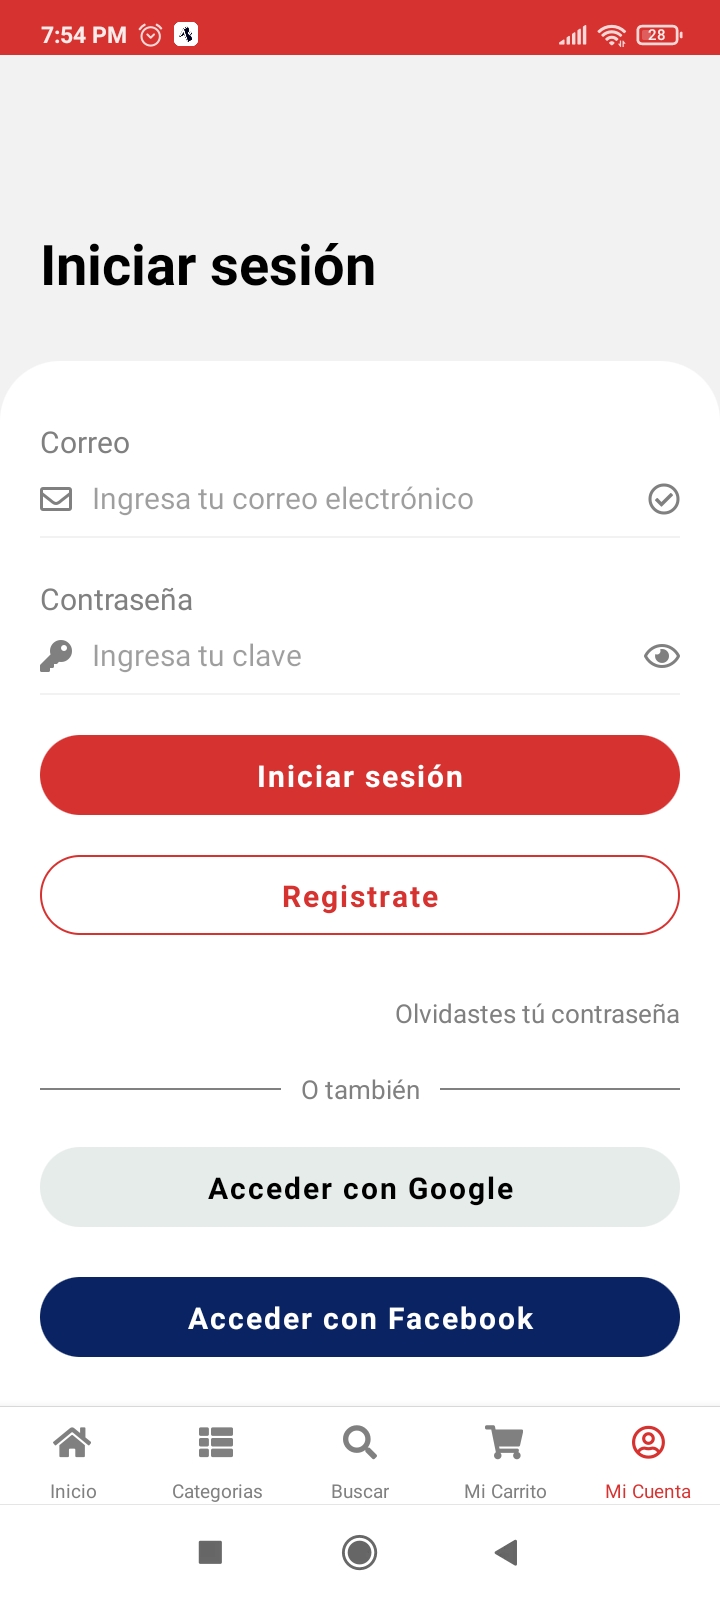 7:54 PM
28
Iniciar sesión
Correo
Ingresa tu correo electrónico
Contraseña
Ingresa tu clave
Iniciar sesión
Registrate
Olvidastes tú contraseña
O también
Acceder con Google
Acceder con Facebook
Inicio Categorias Buscar Mi Carrito Mi Cuenta